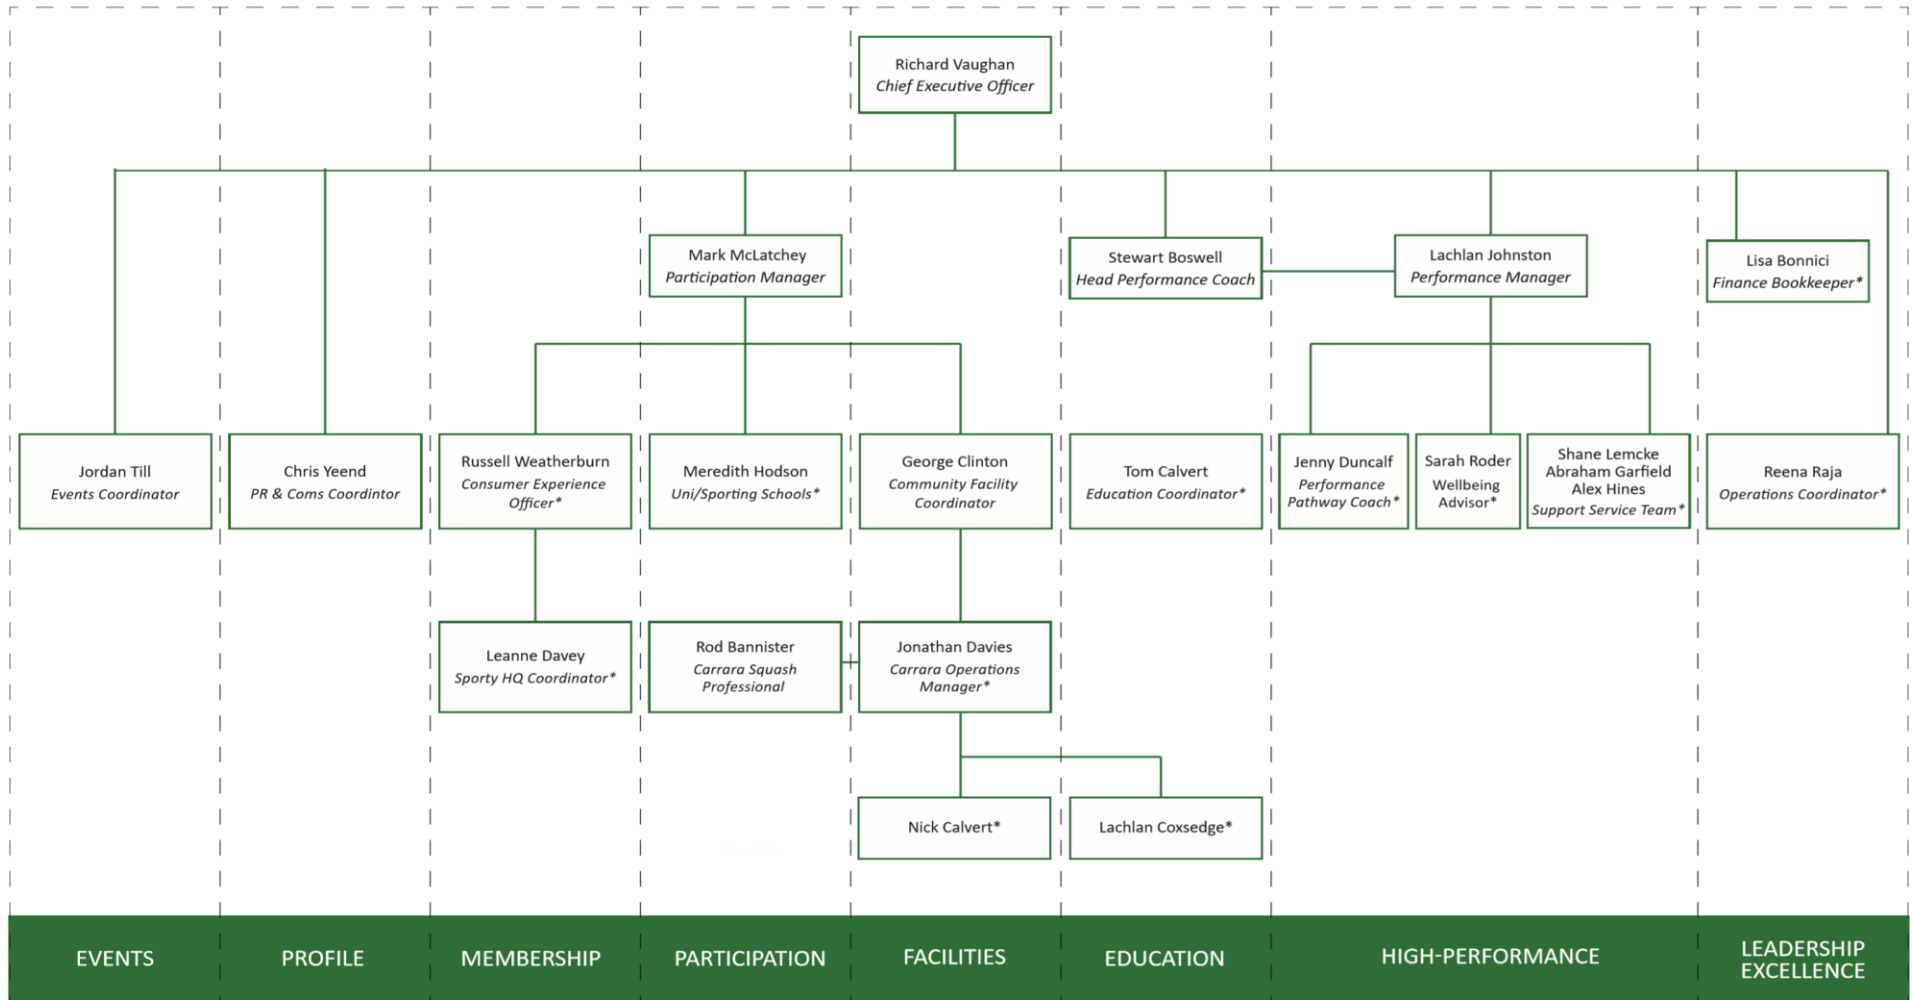 Richard Vaughan
Chief Executive Officer
Mark McLatchey
Participation Manager
Stewart Boswell
Head Performance Coach
Lachlan Johnston
Performance Manager
Lisa Bonnici
Finance Bookkeeper*
Jordan Till
Events Coordinator
Chris Yeend
PR & Coms Coordintor
Russell Weatherburn
Consumer Experience
Officer*
Meredith Hodson
Uni/Sporting Schools*
George Clinton
Community Facility
Coordinator
Tom Calvert
Education Coordinator*
Jenny Duncalf
Performance
Pathway Coach*
Sarah Roder
Wellbeing
Advisor*
Shane Lemcke
Abraham Garfield
Alex Hines
Support Service Team*
Reena Raja
Operations Coordinator*
Leanne Davey
Sporty HQ Coordinator*
Rod Bannister
Carrara Squash
Professional
Jonathan Davies
Carrara Operations
Manager*
Nick Calvert*
Lachlan Coxsedge*
EVENTS
PROFILE
MEMBERSHIP
PARTICIPATION
FACILITIES
EDUCATION
HIGH-PERFORMANCE
LEADERSHIP
EXCELLENCE